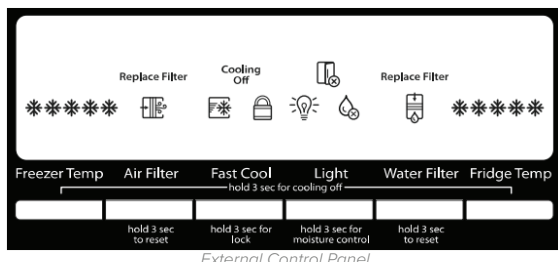 Replace Filter
Cooling
Off
Replace Filter
Freezer Temp Air Filter Fast Cool Light Water Filter Fridge Temp
hold 3 sec for cooling off
hold 3 sec
to reset
hold 3 sec for
lock
hold 3 sec for
moisture control
hold 3 sec
to reset
External Control Panel